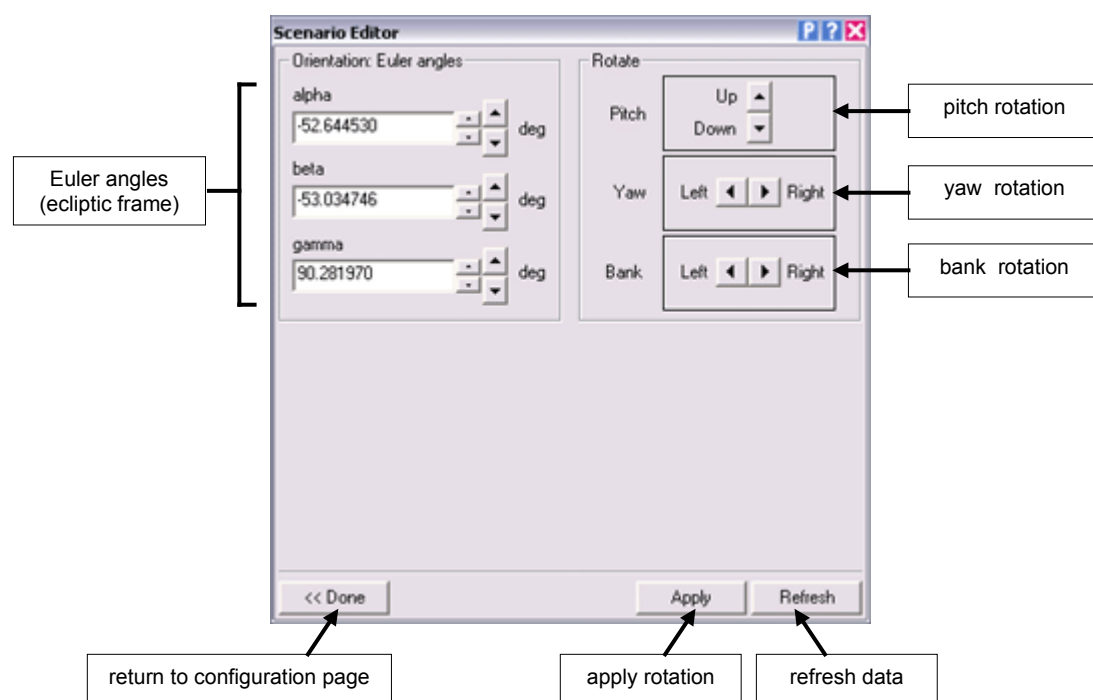 Scenario Editor
P ?
Orientation: Euler angles
alpha
-52.644530
deg
beta
-53.034746
deg
gamma
90.281970
deg
Rotate
Pitch
Up
Down
Yaw
Left
Right
Bank
Left
Right
Euler angles
(ecliptic frame)
pitch rotation
yaw rotation
bank rotation
<< Done
Apply
Refresh
return to configuration page
apply rotation
refresh data